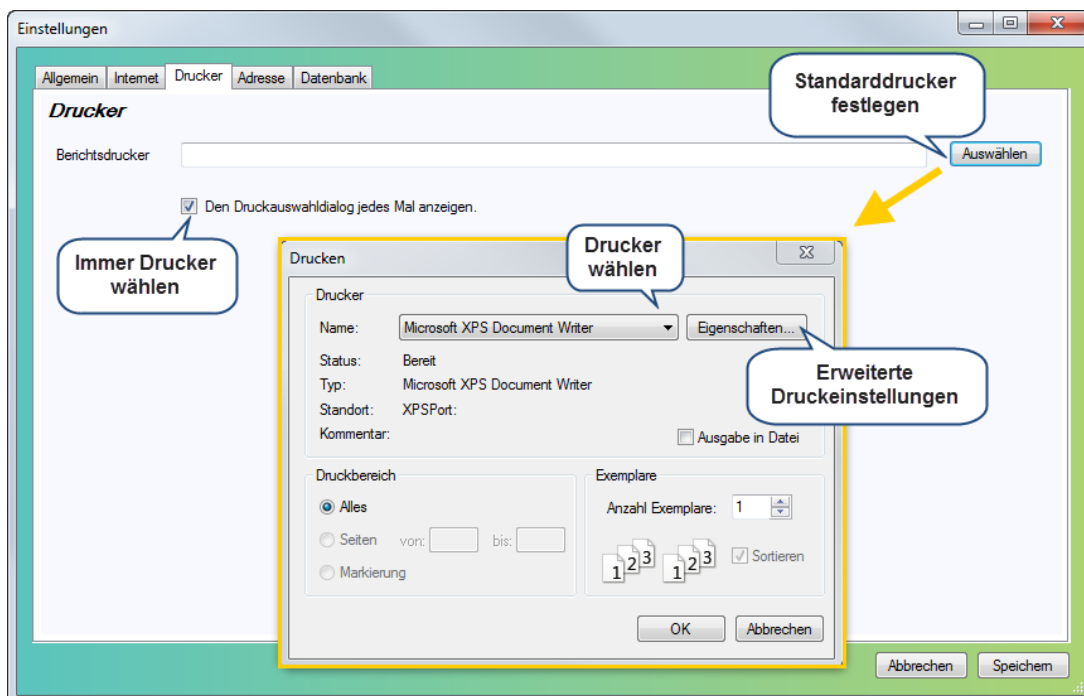 Einstellungen
Allgemein Internet Drucker Adresse Datenbank
Standarddrucker
festlegen
Drucker
Berichtsdrucker
Auswählen
Den Druckauswahldialog jedes Mal anzeigen.
Immer Drucker
wählen
Drucker
wählen
Drucken
Drucker
Name: Microsoft XPS Document Writer Eigenschaften...
Status: Bereit
Typ: Microsoft XPS Document Writer
Standort: XPSPort:
Kommentar:
Erweiterte
Druckeinstellungen
Ausgabe in Datei
Druckbereich
Alles
Seiten von: bis:
Markierung
Exemplare
Anzahl Exemplare: 1
1 2 3 1 2 3 Sortieren
OK Abbrechen
Abbrechen Speichern